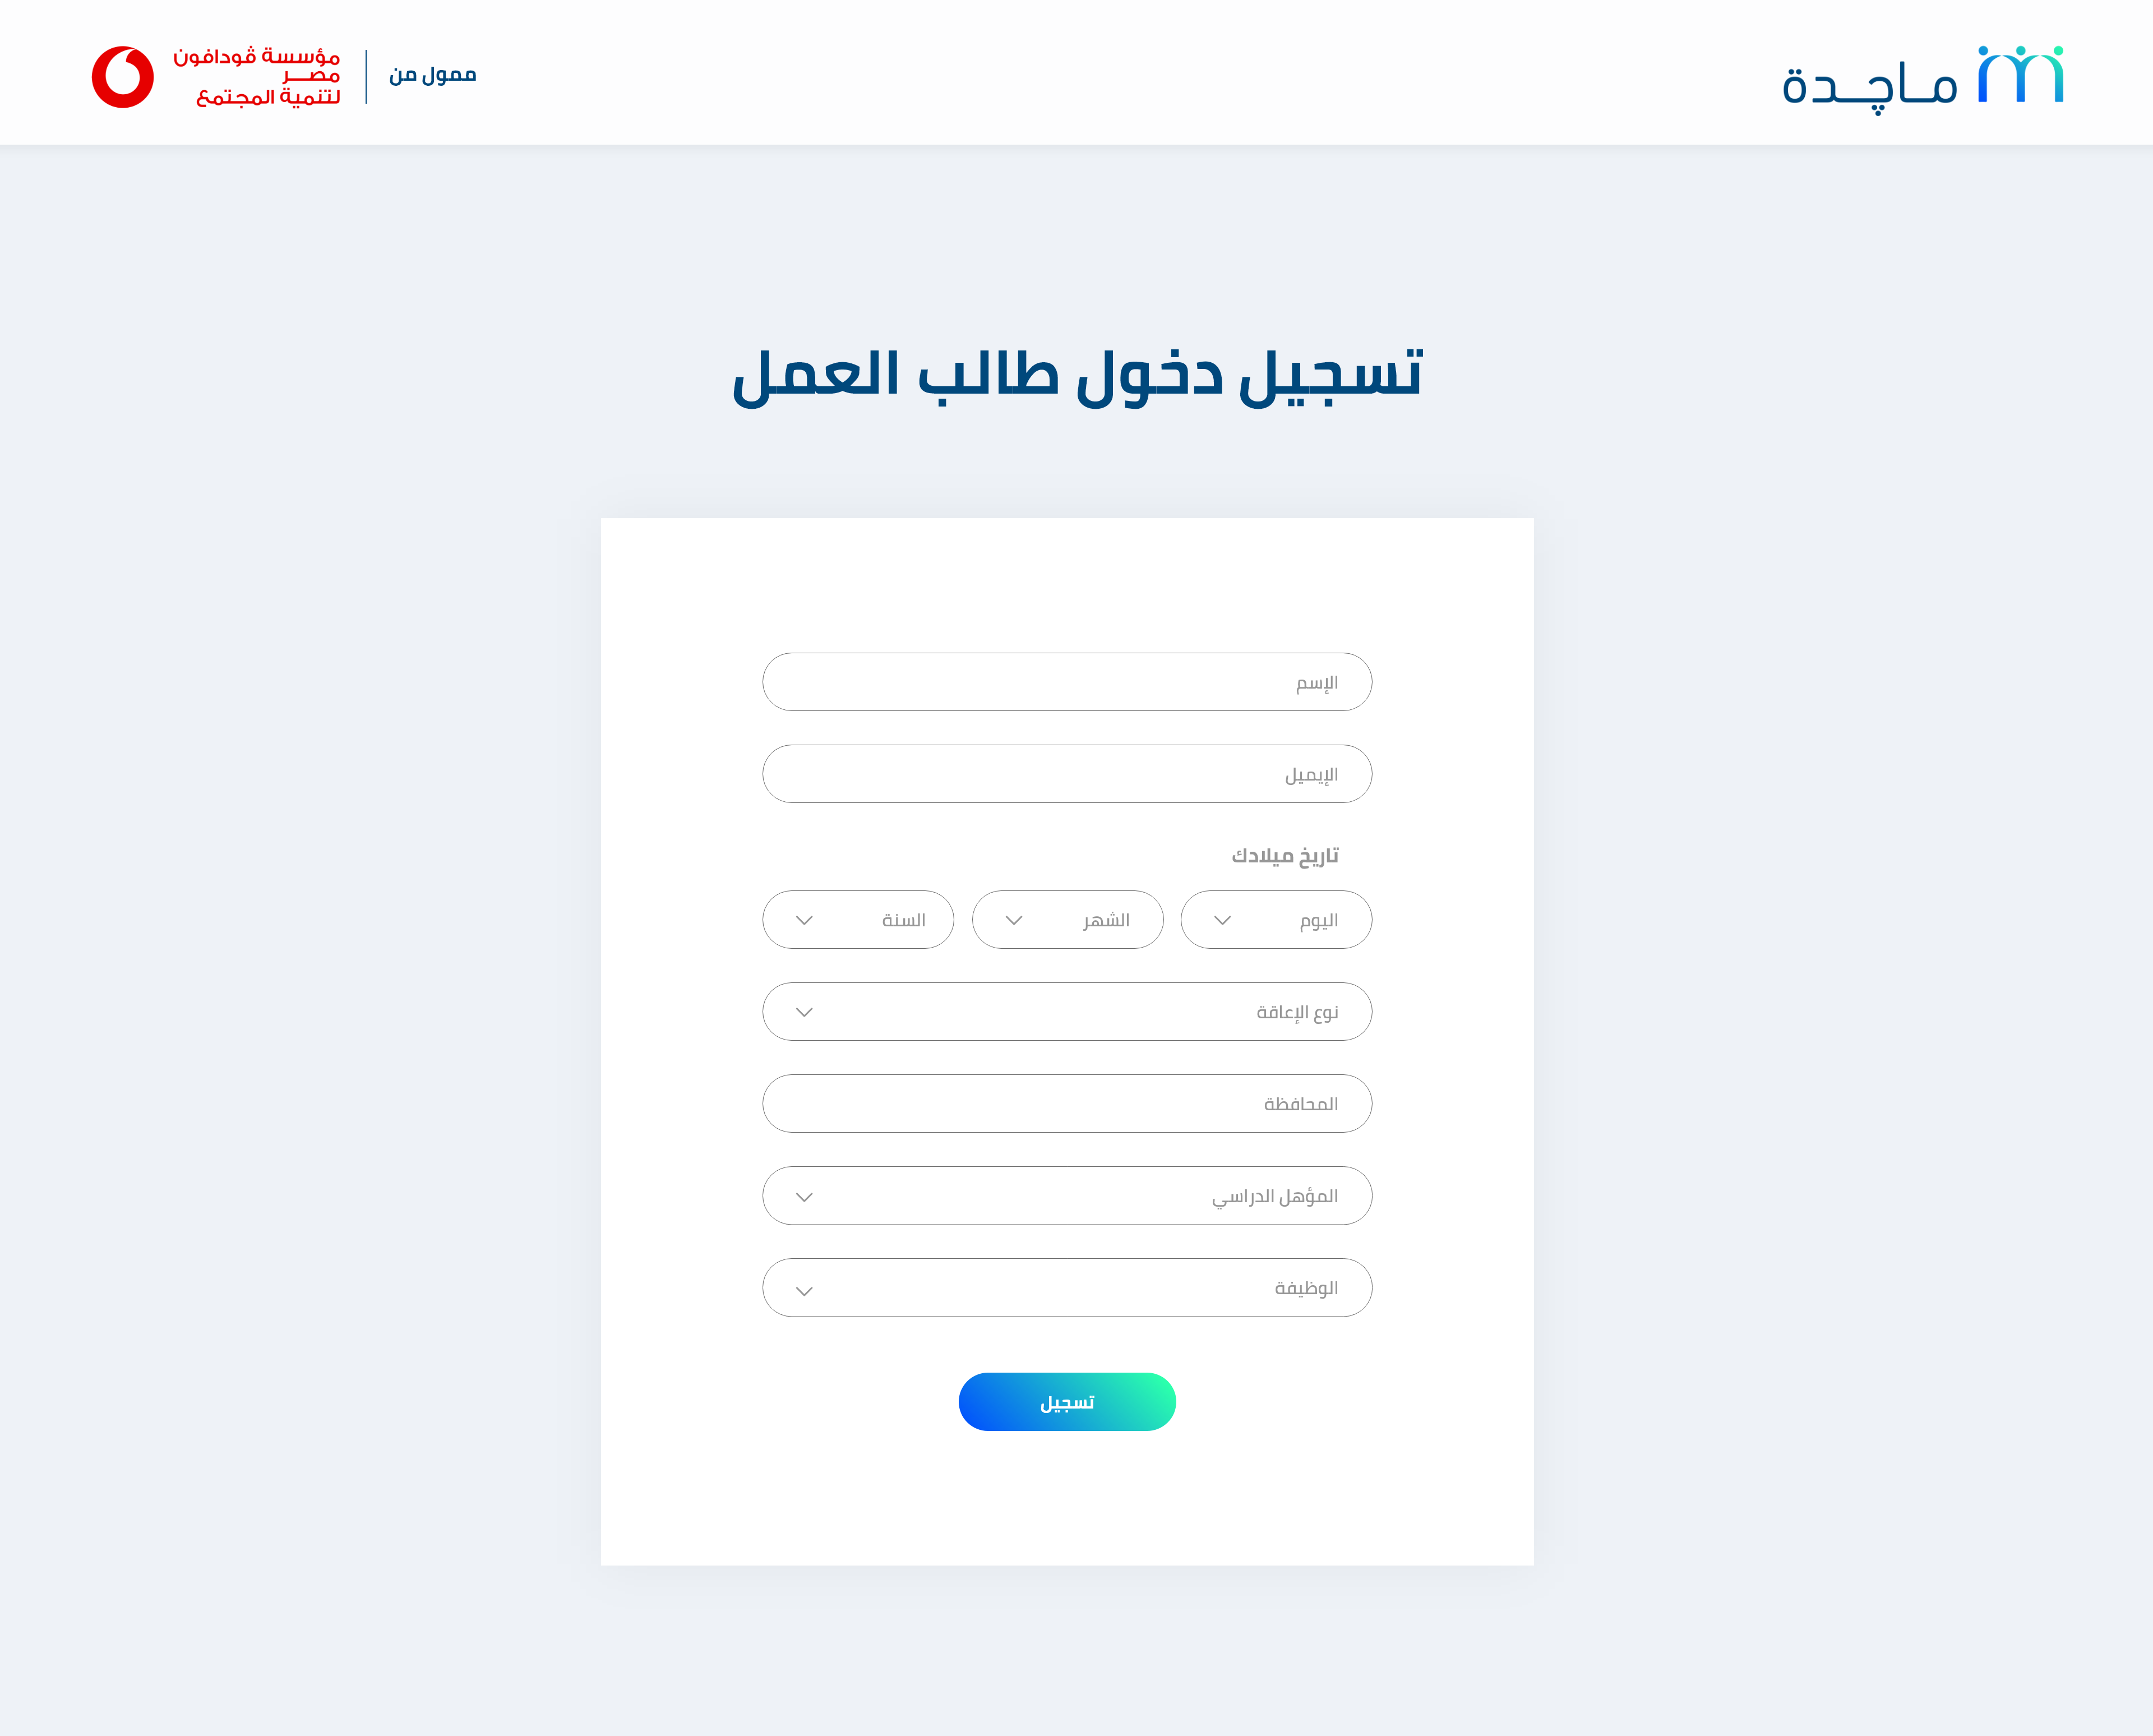 ماچدة
ممول من
مؤسسة ڤودافون
مصر
لتنمية المجتمع
تسجيل دخول طالب العمل
الإسم
الإيميل
تاريخ ميلادك
اليوم
الشهر
السنة
نوع الإعاقة
المحافظة
المؤهل الدراسي
الوظيفة
تسجيل